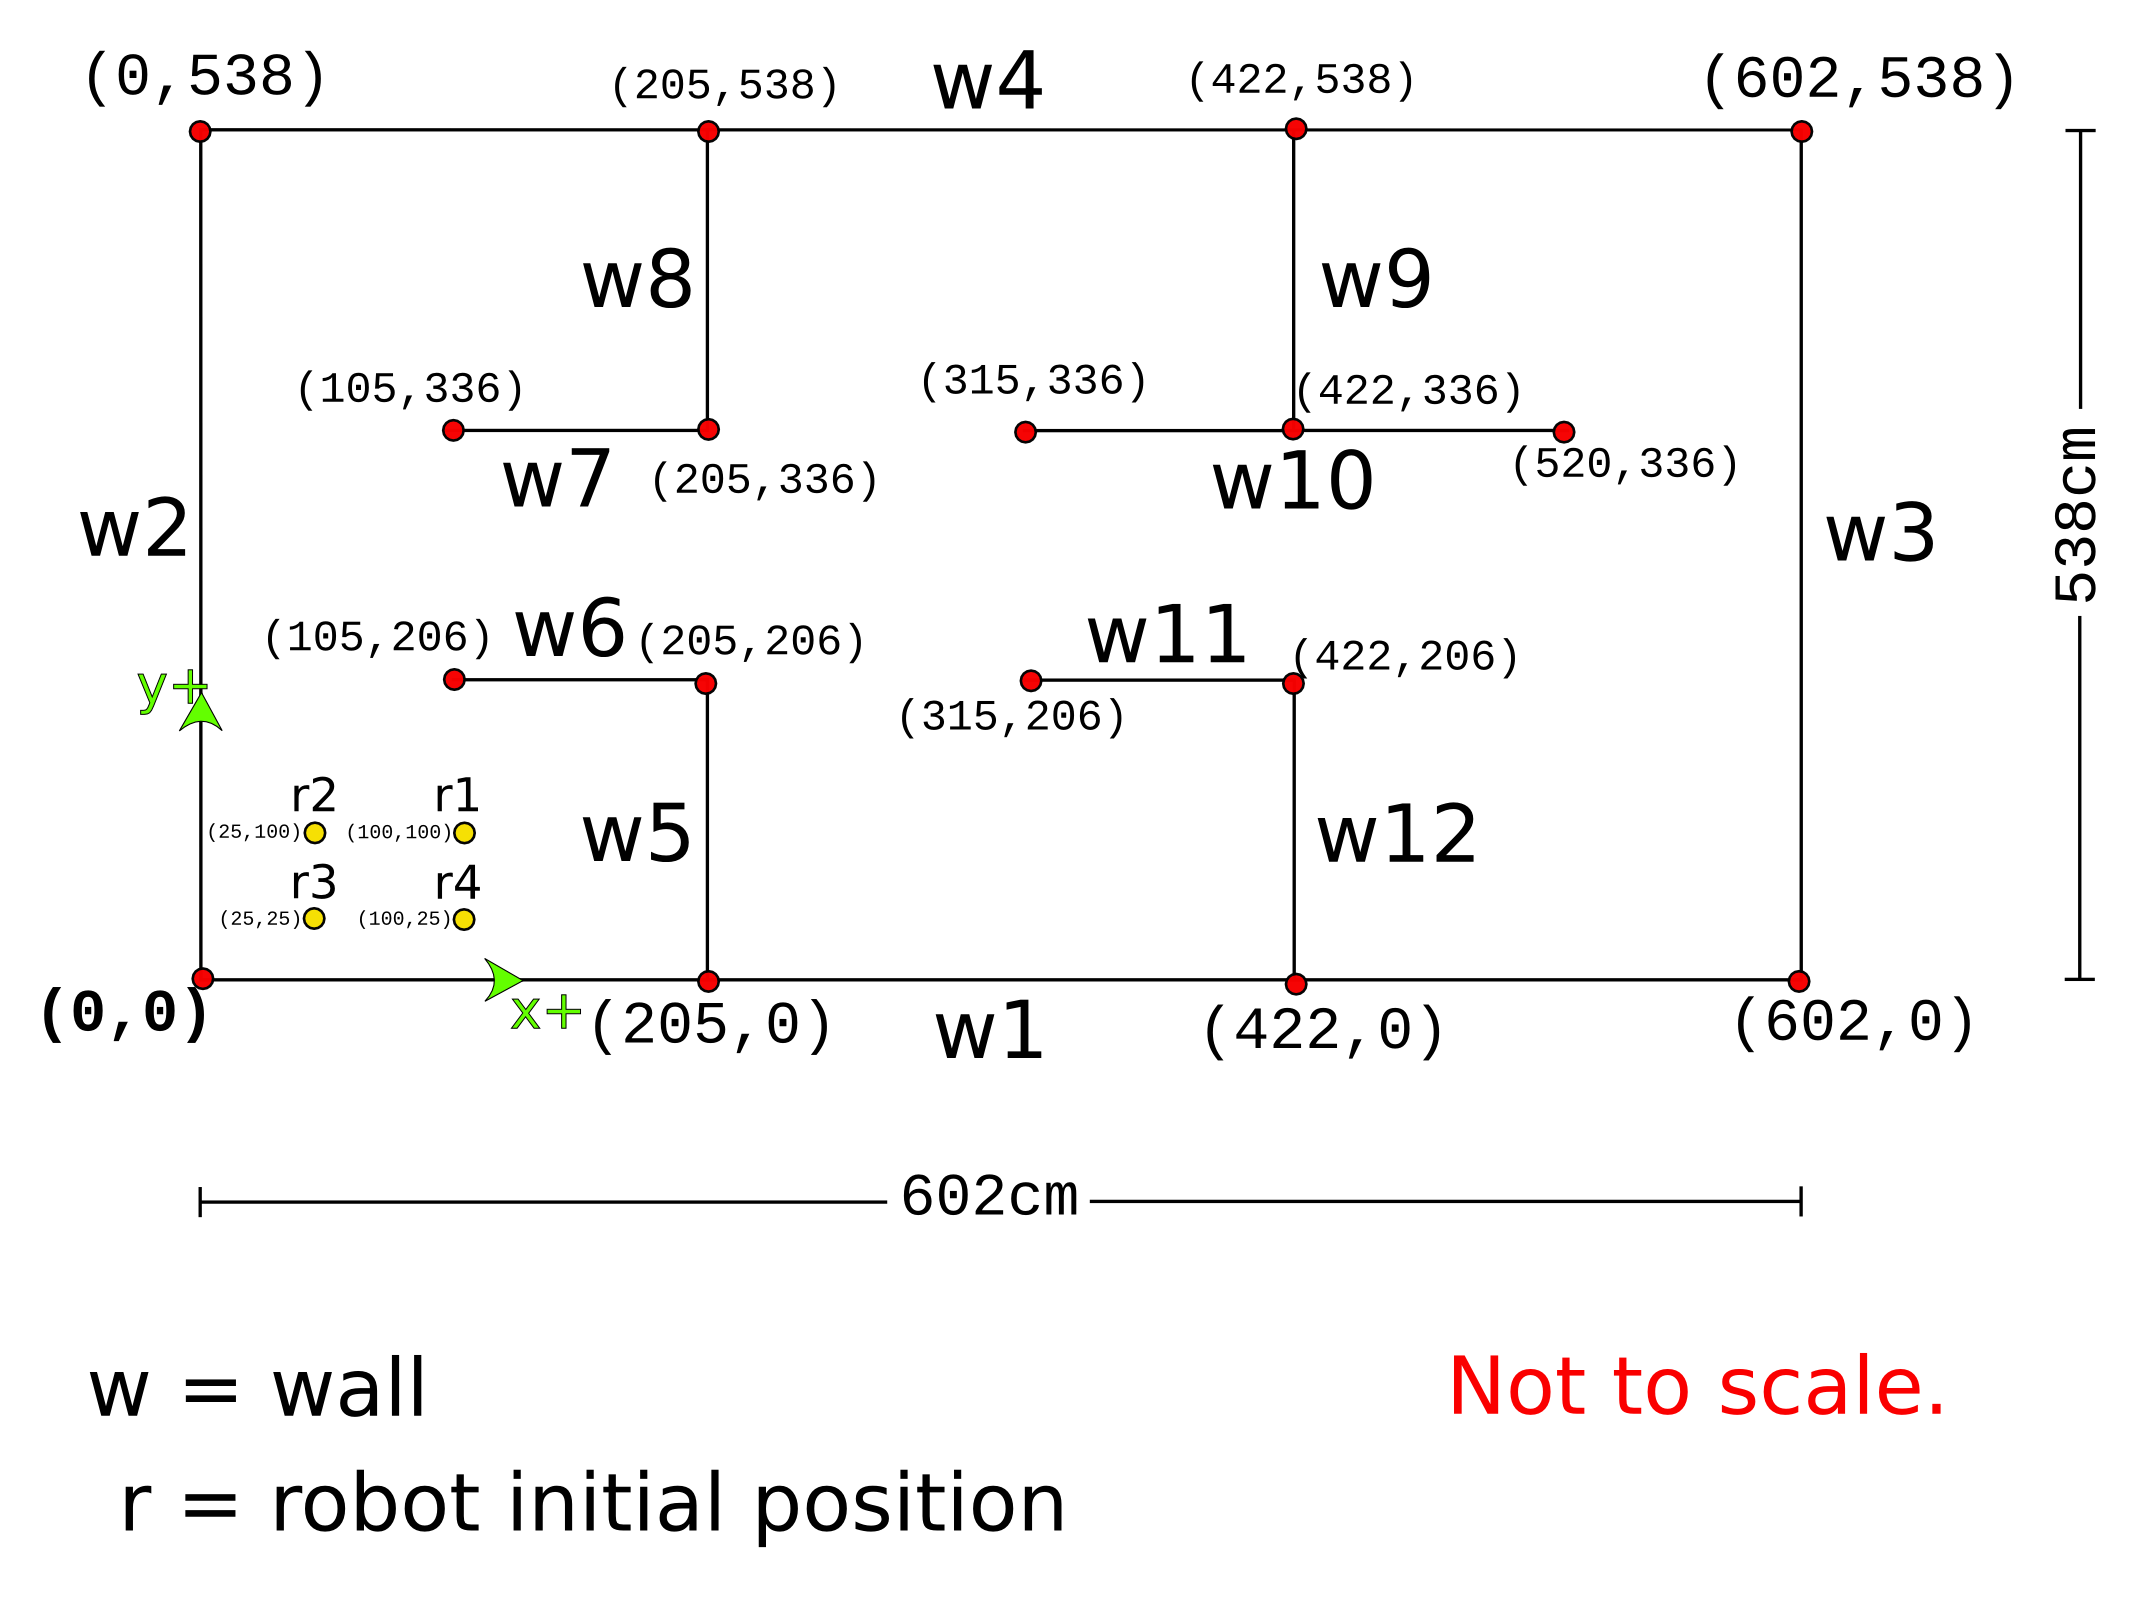 (0,538)
(205,538)
w4
(422,538)
(602,538)
w8
w9
(105,336)
(315,336)
(422,336)
w7
(205,336)
w10
(520,336)
w2
w3
538cm
(105,206)
w6
(205,206)
w11
(422,206)
y+
(315,206)
r2
r1
(25,100)
(100,100)
w5
w12
r3
r4
(25,25)
(100,25)
(0,0)
x+
(205,0)
w1
(422,0)
(602,0)
602cm
w = wall
Not to scale.
r = robot initial position